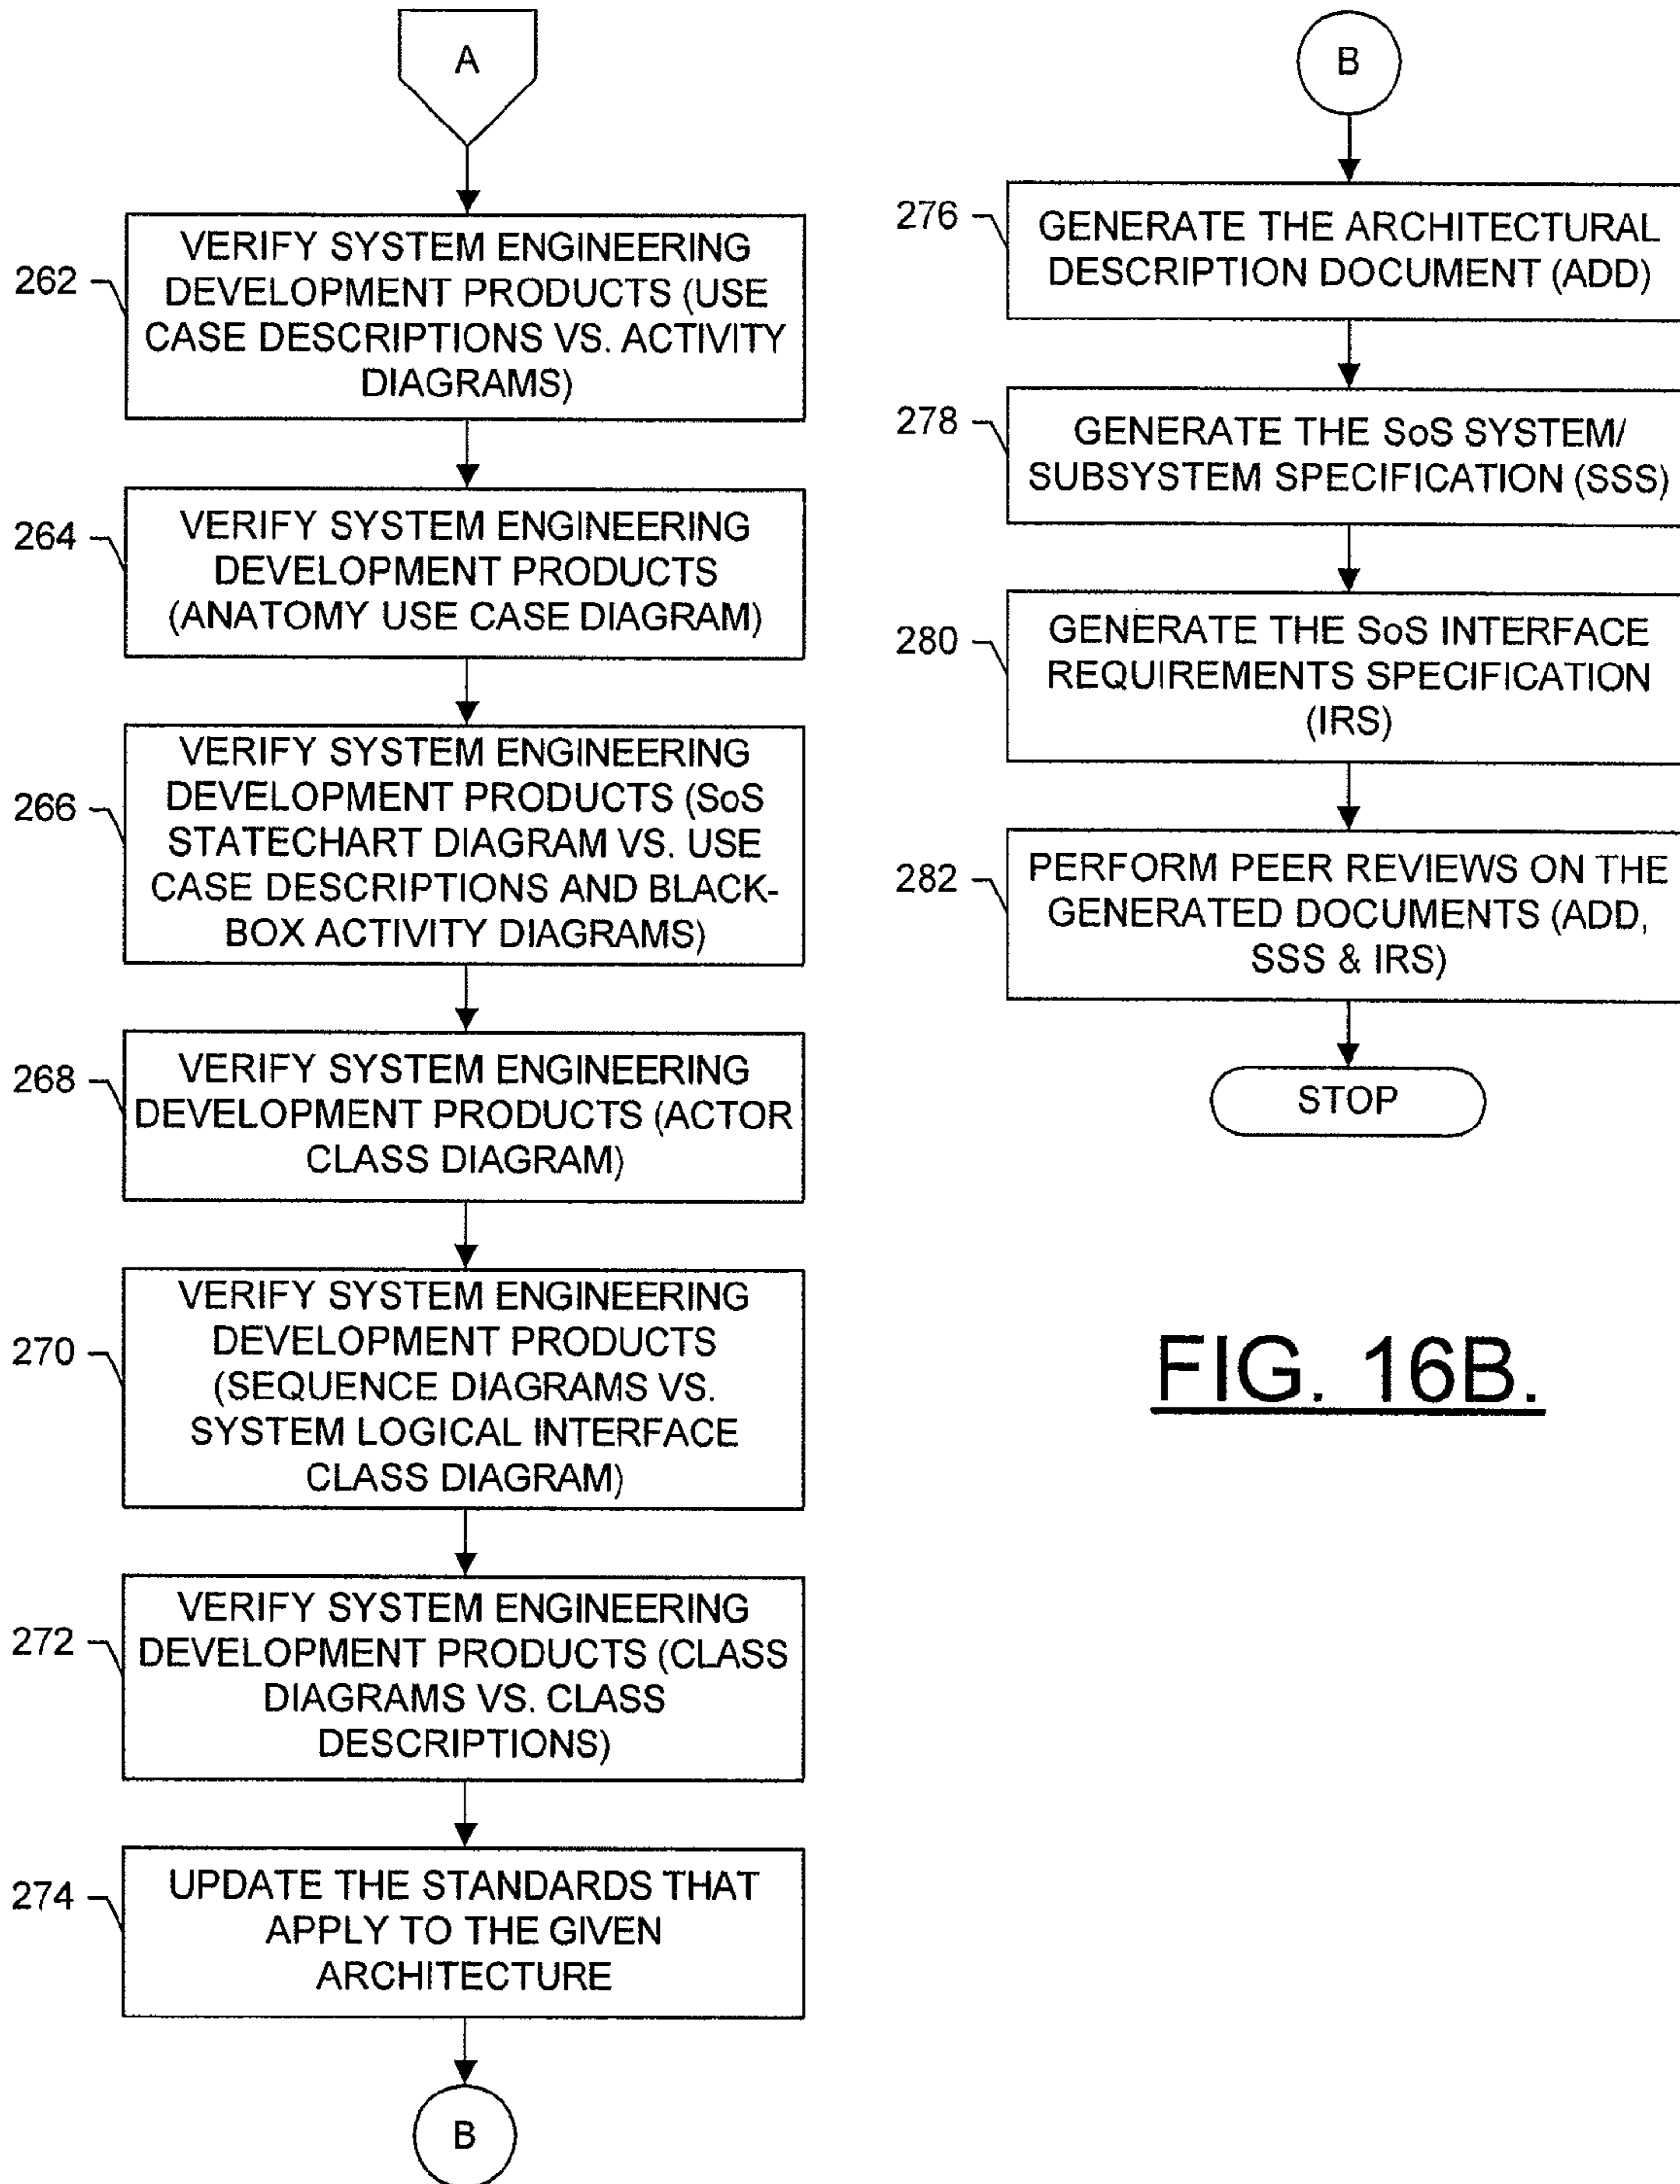 A
262
VERIFY SYSTEM ENGINEERING
DEVELOPMENT PRODUCTS (USE
CASE DESCRIPTIONS VS. ACTIVITY
DIAGRAMS)
264
VERIFY SYSTEM ENGINEERING
DEVELOPMENT PRODUCTS
(ANATOMY USE CASE DIAGRAM)
266
VERIFY SYSTEM ENGINEERING
DEVELOPMENT PRODUCTS (SoS
STATECHART DIAGRAM VS. USE
CASE DESCRIPTIONS AND BLACK-
BOX ACTIVITY DIAGRAMS)
268
VERIFY SYSTEM ENGINEERING
DEVELOPMENT PRODUCTS (ACTOR
CLASS DIAGRAM)
270
VERIFY SYSTEM ENGINEERING
DEVELOPMENT PRODUCTS
(SEQUENCE DIAGRAMS VS.
SYSTEM LOGICAL INTERFACE
CLASS DIAGRAM)
272
VERIFY SYSTEM ENGINEERING
DEVELOPMENT PRODUCTS (CLASS
DIAGRAMS VS. CLASS
DESCRIPTIONS)
274
UPDATE THE STANDARDS THAT
APPLY TO THE GIVEN
ARCHITECTURE
B
B
276
GENERATE THE ARCHITECTURAL
DESCRIPTION DOCUMENT (ADD)
278
GENERATE THE SoS SYSTEM/
SUBSYSTEM SPECIFICATION (SSS)
280
GENERATE THE SoS INTERFACE
REQUIREMENTS SPECIFICATION
(IRS)
282
PERFORM PEER REVIEWS ON THE
GENERATED DOCUMENTS (ADD,
SSS & IRS)
STOP
FIG. 16B.